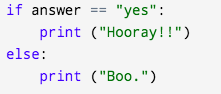 if answer == "yes":
    print ("Hooray!!")
else:
    print ("Boo.")